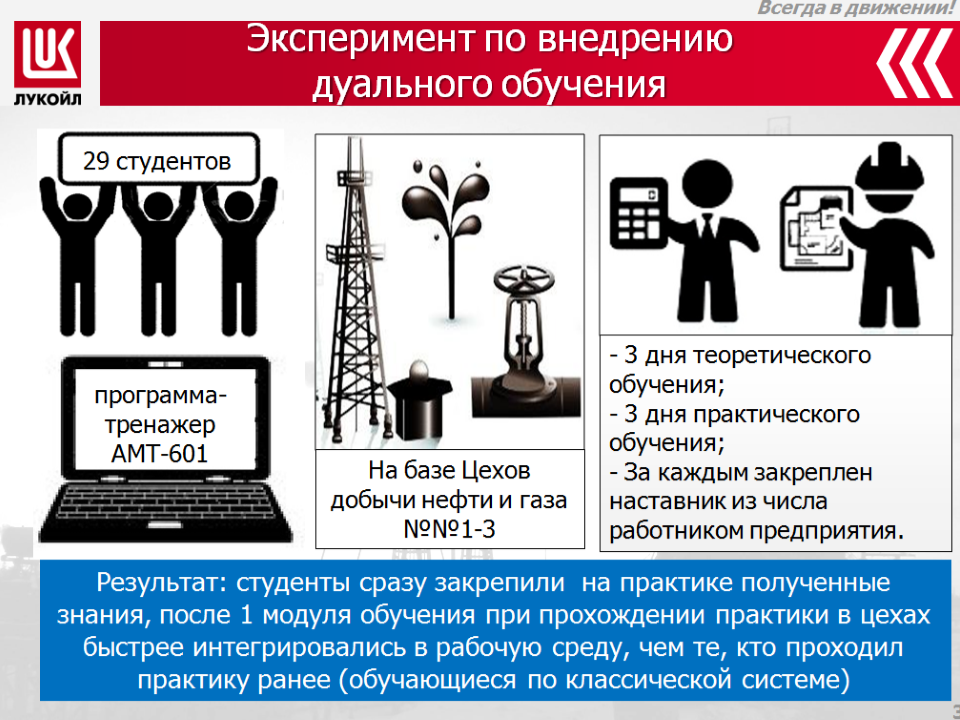 Всегда в движении!
ЛУКОЙЛ
Эксперимент по внедрению
дуального обучения
29 студентов
программа-
тренажер
АМТ-601
На базе Цехов
добычи нефти и газа
№№1-3
- 3 дня теоретического
обучения;
- 3 дня практического
обучения;
- За каждым закреплен
наставник из числа
работником предприятия.
Результат: студенты сразу закрепили  на практике полученные
знания, после 1 модуля обучения при прохождении практики в цехах
быстрее интегрировались в рабочую среду, чем те, кто проходил
практику ранее (обучающиеся по классической системе)
3